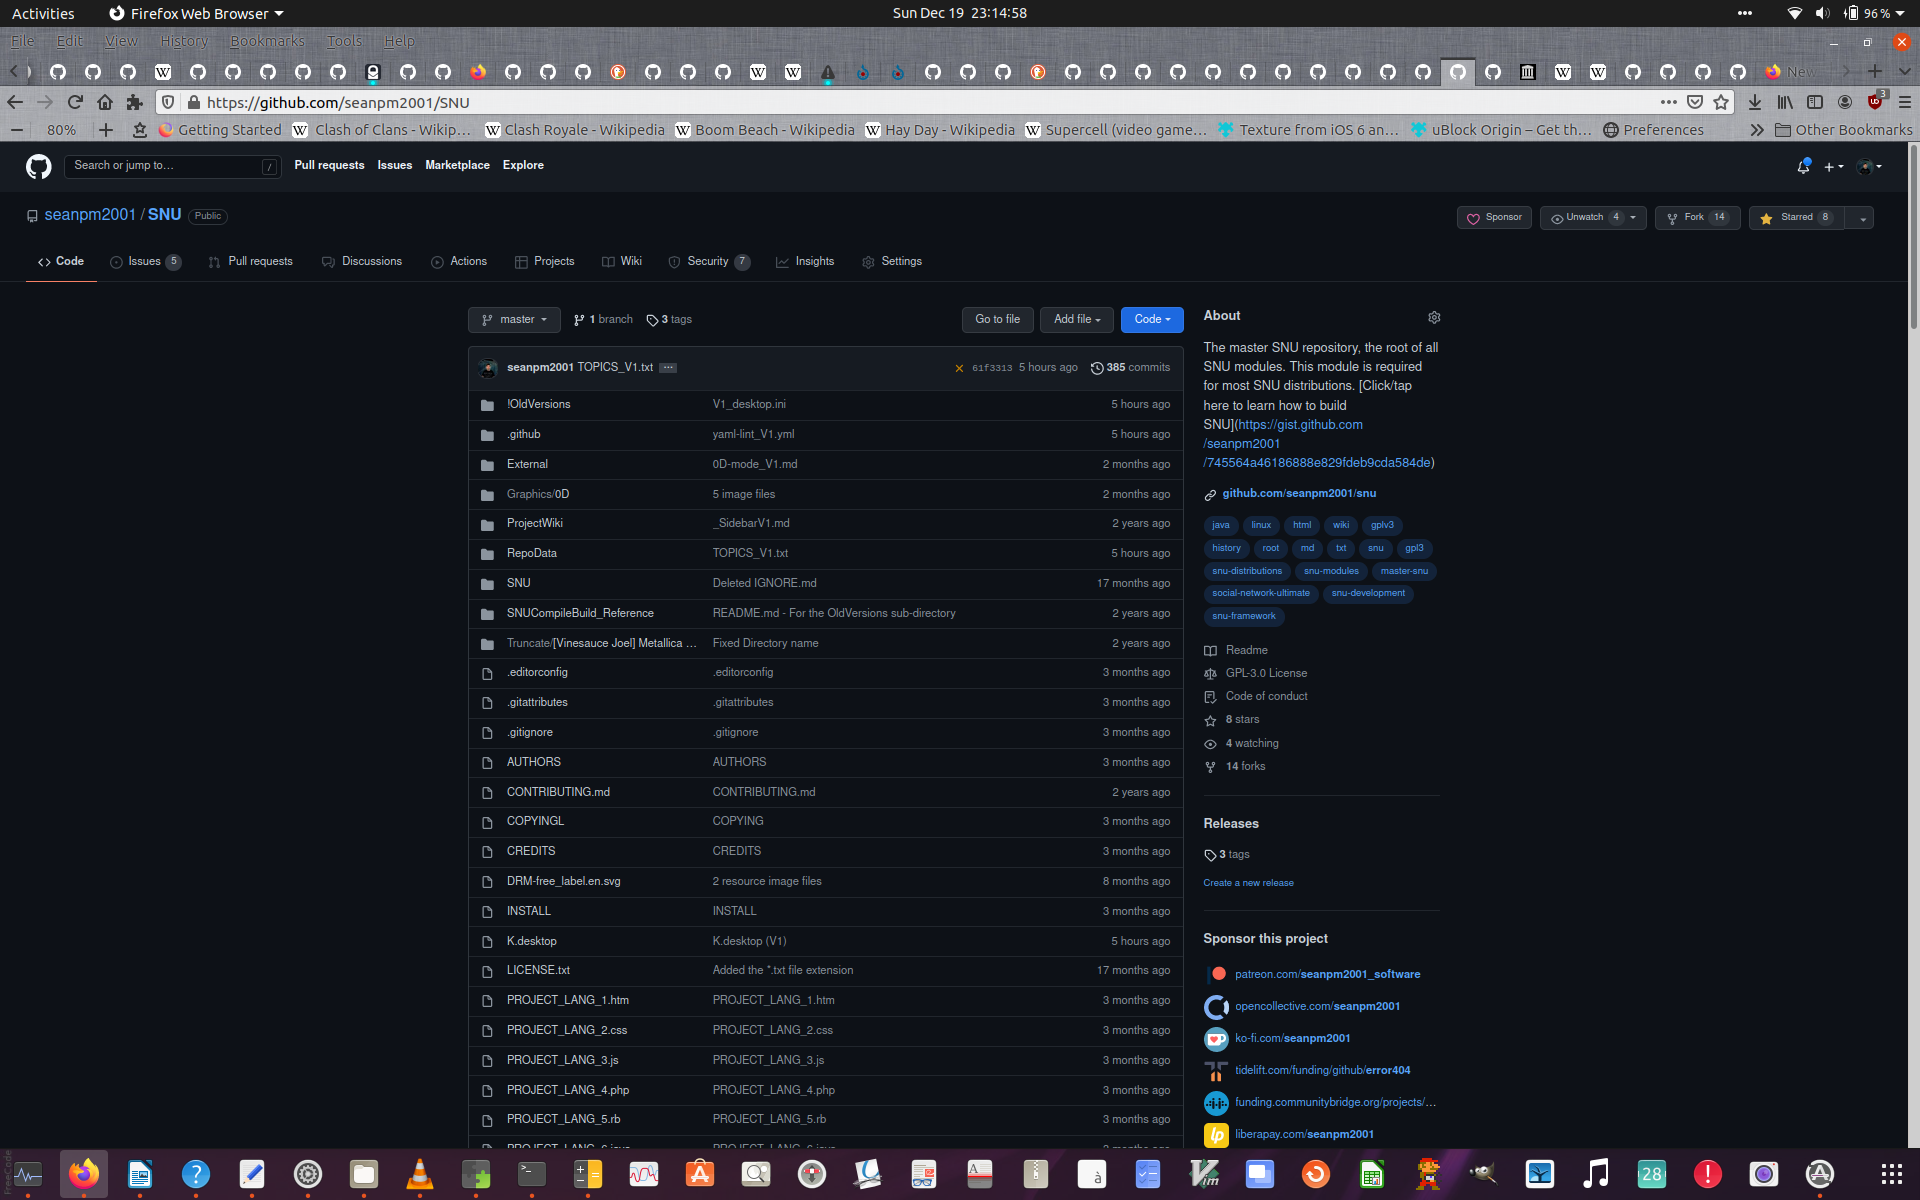 Activities
Firefox Web Browser
Sun Dec 19 23:14:58
96 %
File Edit View History Bookmarks Tools Help
New
https://github.com/seanpm2001/SNU
3
80%
Getting Started
Clash of Clans - Wikip…
Clash Royale - Wikipedia
Boom Beach - Wikipedia
Hay Day - Wikipedia
Supercell (video game…
Texture from iOS 6 an…
uBlock Origin – Get th…
Preferences
Other Bookmarks
Search or jump to…
/
Pull requests Issues Marketplace Explore
seanpm2001 / SNU Public
Sponsor
Unwatch 4
Fork 14
Starred 8
Code
Issues 5
Pull requests
Discussions
Actions
Projects
Wiki
Security 7
Insights
Settings
master
1 branch
3 tags
Go to file
Add file
Code
seanpm2001 TOPICS_V1.txt … 61f3313 5 hours ago 385 commits
!OldVersions V1_desktop.ini 5 hours ago
.github yaml-lint_V1.yml 5 hours ago
External 0D-mode_V1.md 2 months ago
Graphics/0D 5 image files 2 months ago
ProjectWiki _SidebarV1.md 2 years ago
RepoData TOPICS_V1.txt 5 hours ago
SNU Deleted IGNORE.md 17 months ago
SNUCompileBuild_Reference README.md - For the OldVersions sub-directory 2 years ago
Truncate/[Vinesauce Joel] Metallica … Fixed Directory name 2 years ago
.editorconfig .editorconfig 3 months ago
.gitattributes .gitattributes 3 months ago
.gitignore .gitignore 3 months ago
AUTHORS AUTHORS 3 months ago
CONTRIBUTING.md CONTRIBUTING.md 2 years ago
COPYINGL COPYING 3 months ago
CREDITS CREDITS 3 months ago
DRM-free_label.en.svg 2 resource image files 8 months ago
INSTALL INSTALL 3 months ago
K.desktop K.desktop (V1) 5 hours ago
LICENSE.txt Added the *.txt file extension 17 months ago
PROJECT_LANG_1.htm PROJECT_LANG_1.htm 3 months ago
PROJECT_LANG_2.css PROJECT_LANG_2.css 3 months ago
PROJECT_LANG_3.js PROJECT_LANG_3.js 3 months ago
PROJECT_LANG_4.php PROJECT_LANG_4.php 3 months ago
PROJECT_LANG_5.rb PROJECT_LANG_5.rb 3 months ago
About
The master SNU repository, the root of all
SNU modules. This module is required
for most SNU distributions. [Click/tap
here to learn how to build
SNU](https://gist.github.com
/seanpm2001
/745564a46186888e829fdeb9cda584de)
github.com/seanpm2001/snu
java linux html wiki gplv3
history root md txt snu gpl3
snu-distributions snu-modules master-snu
social-network-ultimate snu-development
snu-framework
Readme
GPL-3.0 License
Code of conduct
8 stars
4 watching
14 forks
Releases
3 tags
Create a new release
Sponsor this project
patreon.com/seanpm2001_software
opencollective.com/seanpm2001
ko-fi.com/seanpm2001
tidelift.com/funding/github/error404
funding.communitybridge.org/projects/…
liberapay.com/seanpm2001
28